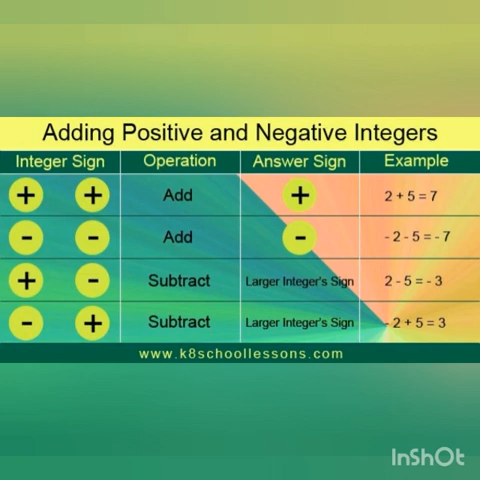 Adding Positive and Negative Integers
Integer Sign Operation Answer Sign Example
+ + Add + 2 + 5 = 7
- - Add - - 2 - 5 = - 7
+ - Subtract Larger Integer's Sign 2 - 5 = - 3
- + Subtract Larger Integer's Sign - 2 + 5 = 3
www.k8schoollessons.com
InShOt